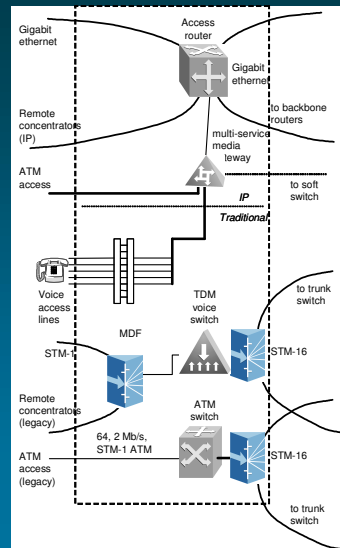 Gigabit
ethernet
Access
router
Gigabit
ethernet
Remote
concentrators
(IP)
to backbone
routers
multi-service
media
ateway
ATM
access
IP
Traditional
to soft
switch
Voice
access
lines
MDF
TDM
voice
switch
to trunk
switch
STM-1
STM-16
Remote
concentrators
(legacy)
ATM
switch
64, 2 Mb/s,
STM-1 ATM
ATM
access
(legacy)
STM-16
to trunk
switch